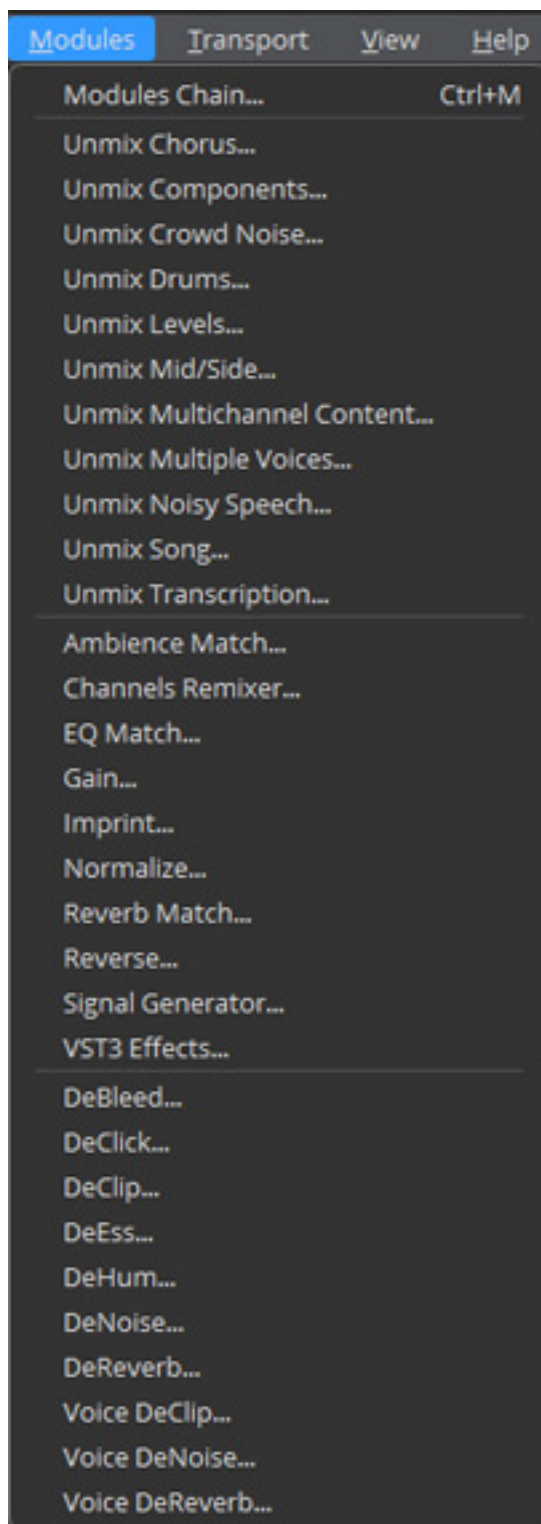 Modules Transport View Help
Modules Chain... Ctrl+M
Unmix Chorus...
Unmix Components...
Unmix Crowd Noise...
Unmix Drums...
Unmix Levels...
Unmix Mid/Side...
Unmix Multichannel Content...
Unmix Multiple Voices...
Unmix Noisy Speech...
Unmix Song...
Unmix Transcription...
Ambience Match...
Channels Remixer...
EQ Match...
Gain...
Imprint...
Normalize...
Reverb Match...
Reverse...
Signal Generator...
VST3 Effects...
DeBleed...
DeClick...
DeClip...
DeEss...
DeHum...
DeNoise...
DeReverb...
Voice DeClip...
Voice DeNoise...
Voice DeReverb...